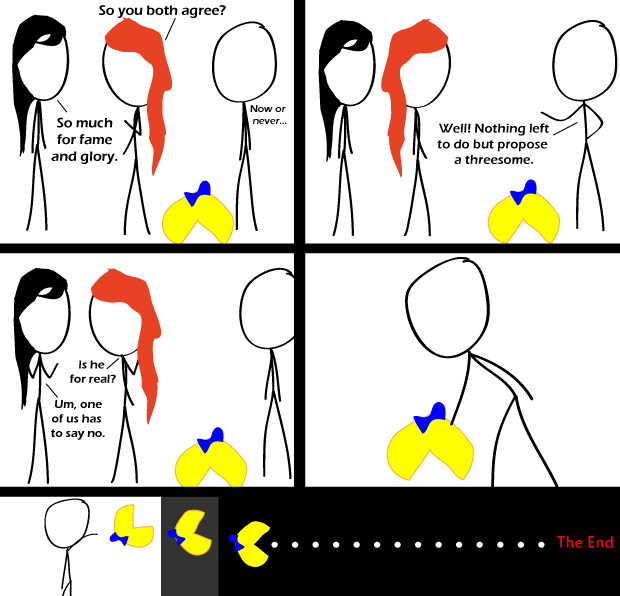 So you both agree?
So much
for fame
and glory.
Now or
never...
Well! Nothing left
to do but propose
a threesome.
Is he
for real?
Um, one
of us has
to say no.
The End